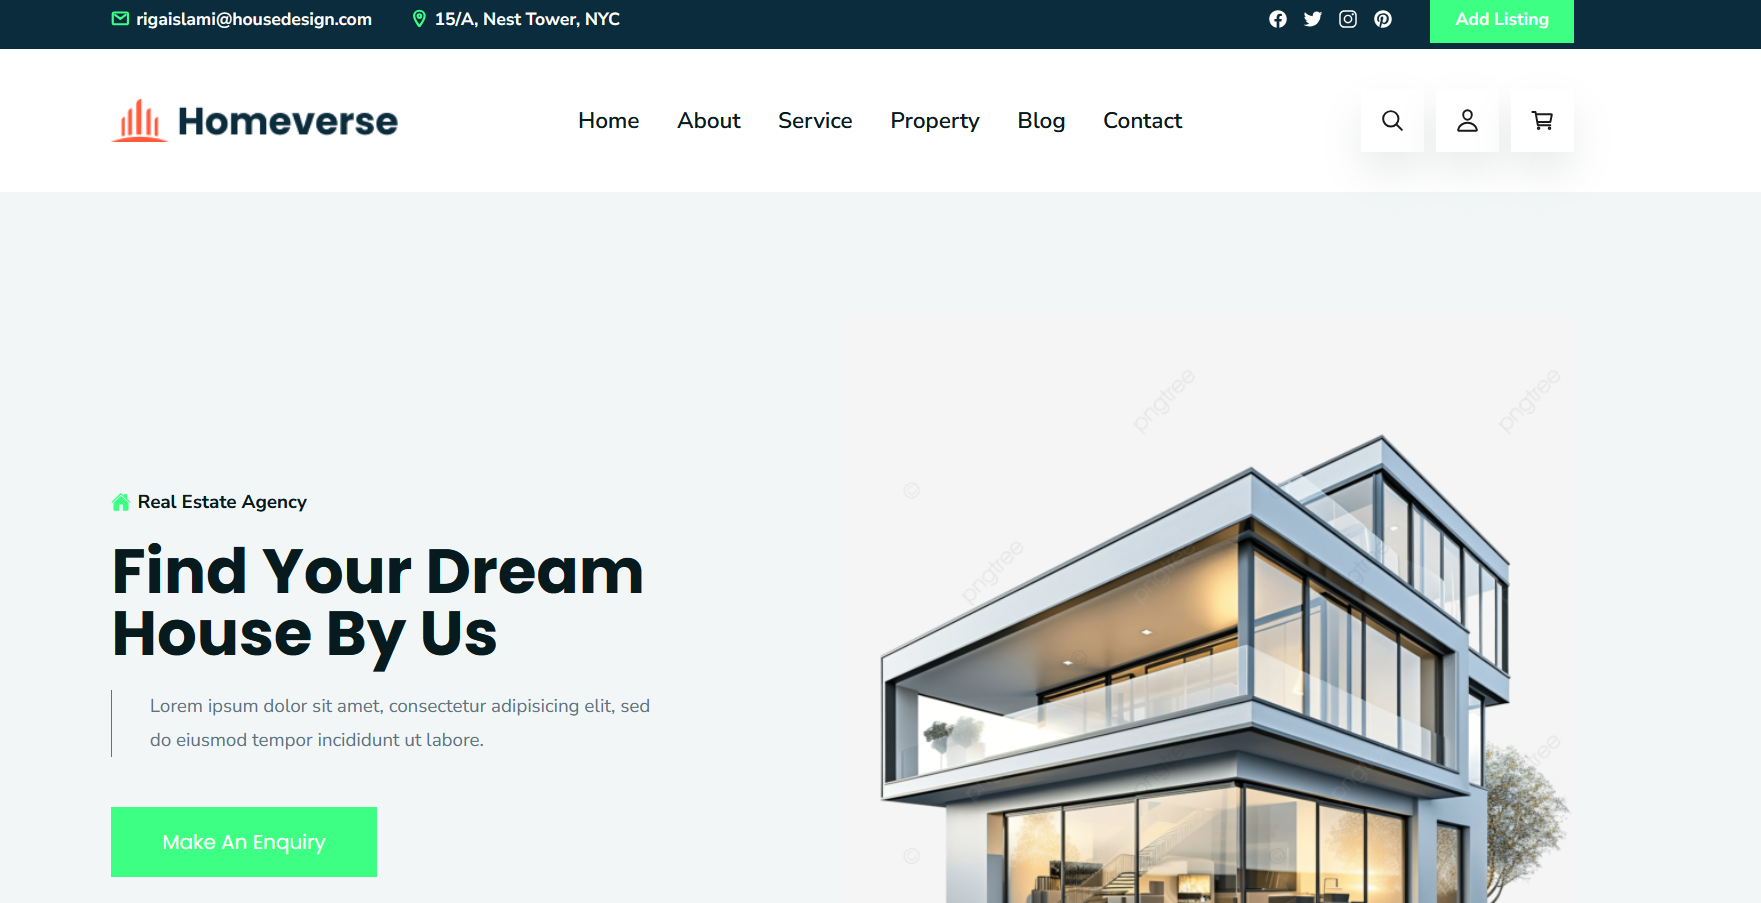 rigaislami@housedesign.com
15/A, Nest Tower, NYC
Add Listing
Homeverse
Home
About
Service
Property
Blog
Contact
Real Estate Agency
Find Your Dream
House By Us
Lorem ipsum dolor sit amet, consectetur adipisicing elit, sed
do eiusmod tempor incididunt ut labore.
Make An Enquiry
pngtree
pngtree
pngtree